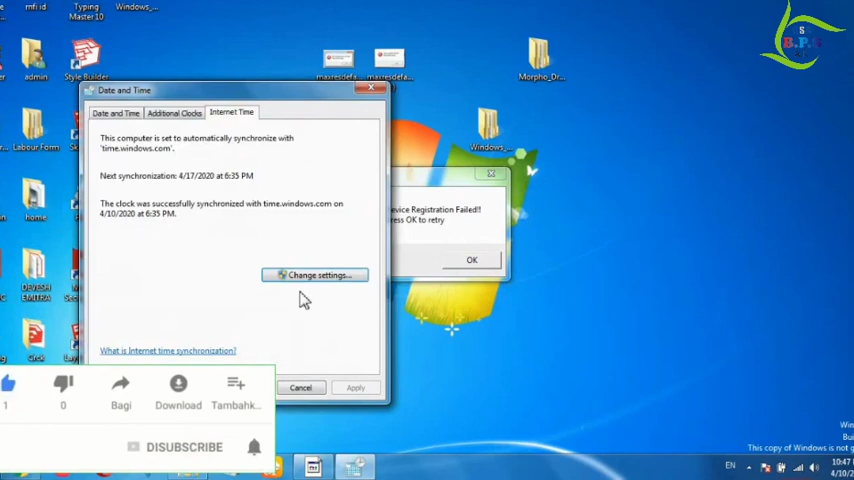 mfi id
Typing
Master10
Windows_...
S
B.P.S
admin
Style Builder
maxresdefa...
maxresdefa...
Morpho_Dr...
Date and Time
Date and Time
Additional Clocks
Internet Time
This computer is set to automatically synchronize with
'time.windows.com'.
Next synchronization: 4/17/2020 at 6:35 PM
The clock was successfully synchronized with time.windows.com on
4/10/2020 at 6:35 PM.
Change settings...
What is Internet time synchronization?
Cancel
Apply
evice Registration Failed!!
ress OK to retry
OK
Labour Form
Windows_...
home
DEVESH
EMITRA
1
0
Bagi
Download
Tambahk...
DISUBSCRIBE
Win
Bui
This copy of Windows is not g
EN
10:47
4/10/2